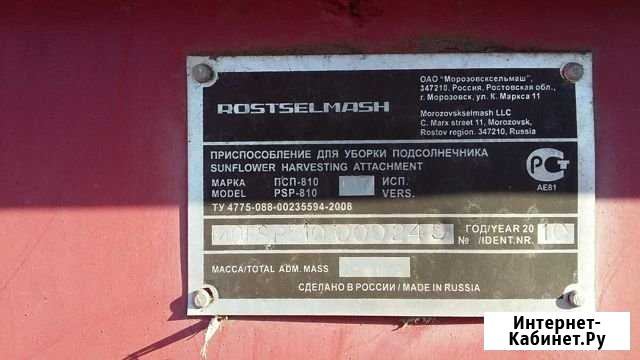 ROSTSELMASH
ОАО "Морозовсксельмаш",
347210, Россия, Ростовская обл.,
г. Морозовск, ул. К. Маркса 11
Morozovskselmash LLC
C. Marx street 11, Morozovsk,
Rostov region. 347210, Russia
ПРИСПОСОБЛЕНИЕ ДЛЯ УБОРКИ ПОДСОЛНЕЧНИКА
SUNFLOWER HARVESTING ATTACHMENT
МАРКА ПСП-810 ИСП.
MODEL PSP-810 VERS.
ТУ 4775-088-00235594-2008
РСТ
АЕ81
ГОД/YEAR 20 10
№ /IDENT.NR.
МАССА/TOTAL ADM. MASS
СДЕЛАНО В РОССИИ / MADE IN RUSSIA
Интернет-
Кабинет.Ру